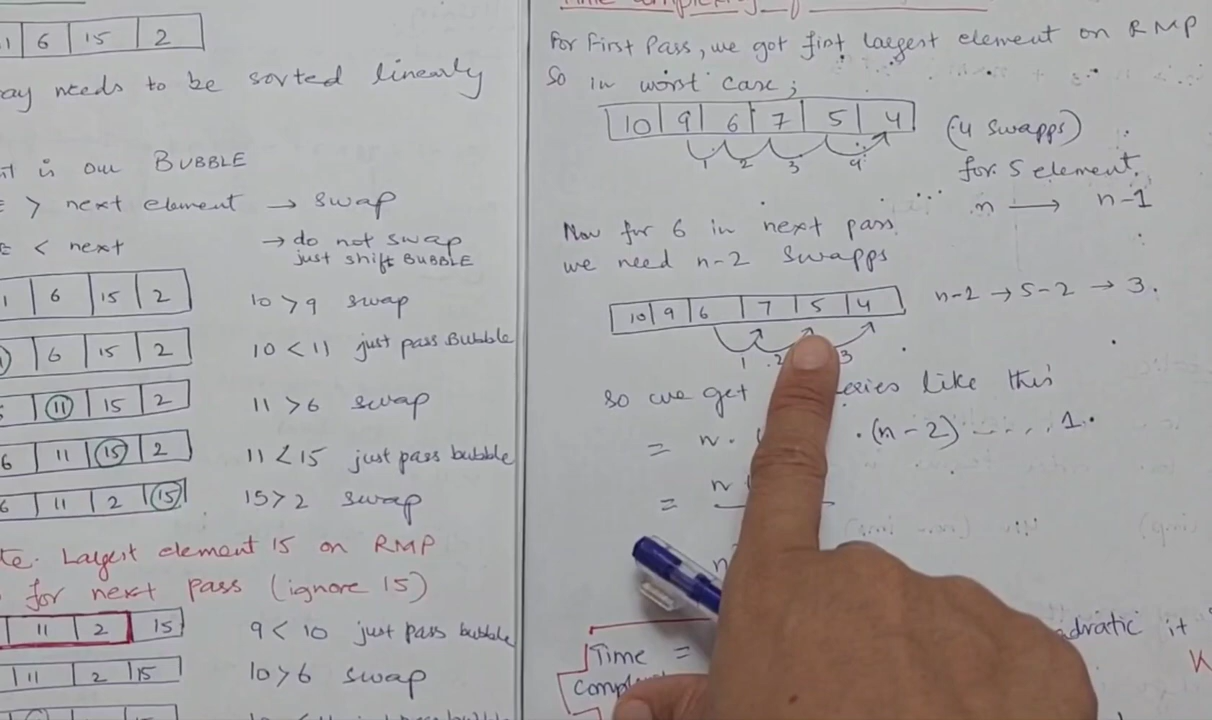 6 15 2
needs to be sorted linearly
is our BUBBLE
> next element → swap
< next → do not swap
just shift BUBBLE
1 6 15 2 10 > 9 swap
6 15 2 10 < 11 just pass Bubble
11 15 2 11 > 6 swap
6 11 15 2 11 < 15 just pass bubble
6 11 2 15 15 > 2 swap
Largest element 15 on RMP
for next pass (ignore 15)
11 2 15 9 < 10 just pass bubble
11 2 15 10 > 6 swap
For First Pass, we got first largest element on RMP
So in worst case;
10 9 6 7 5 4 (4 swapps)
1 2 3 4 for 5 element.
n → n-1
Now for 6 in next pass
we need n-2 Swapps
10 9 6 7 5 4 n-2 → 5-2 → 3.
1 2 3
so we get like this
= n. .(n-2) ..... 1.
= n
Time =
it